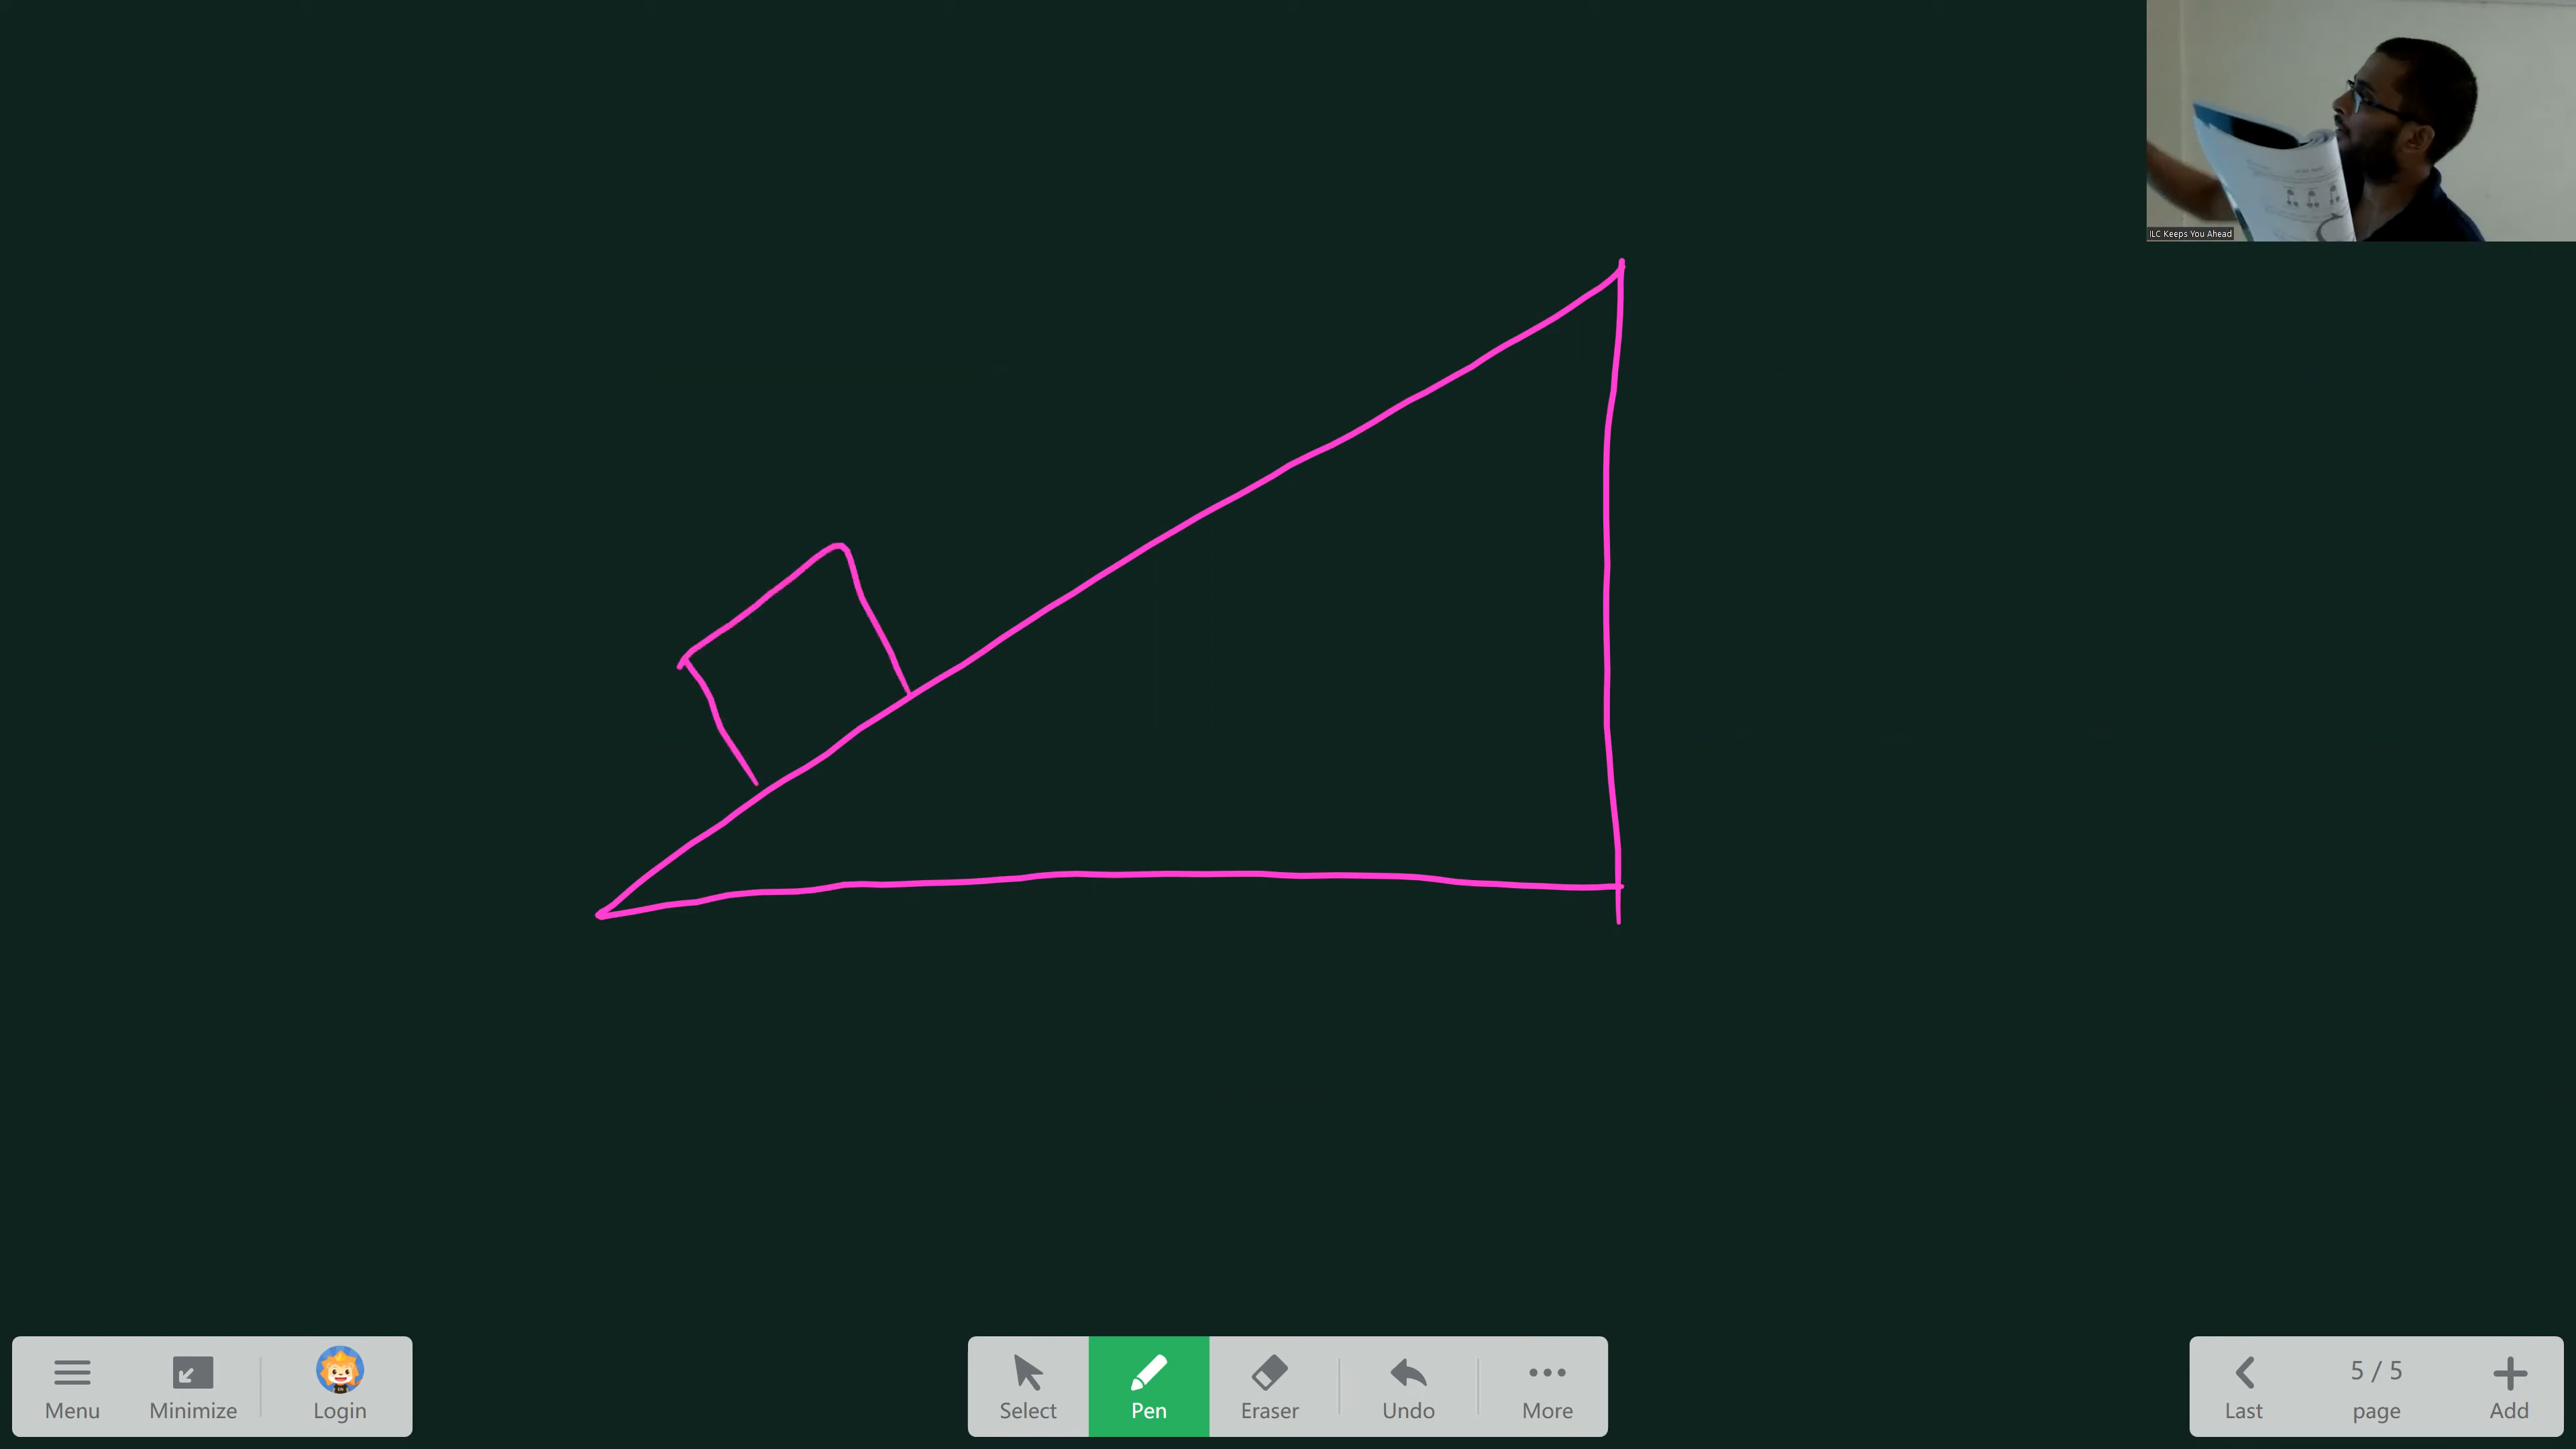 ILC Keeps You Ahead
Menu
Minimize
Login
Select
Pen
Eraser
Undo
More
Last
5 / 5
page
Add